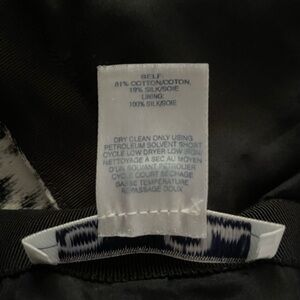 SELF:
81% COTTON/COTON,
19% SILK/SOIE
LINING:
100% SILK/SOIE
DRY CLEAN ONLY USING
PETROLEUM SOLVENT SHORT
CYCLE LOW DRYER LOW IRON
NETTOYAGE A SEC AU MOYEN
D'UN SOLVANT PETROLIER
CYCLE COURT SECHAGE
BASSE TEMPERATURE
REPASSAGE DOUX